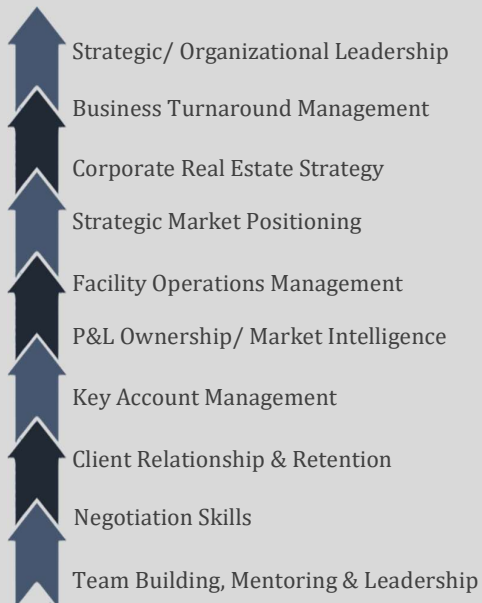 Strategic/ Organizational Leadership
Business Turnaround Management
Corporate Real Estate Strategy
Strategic Market Positioning
Facility Operations Management
P&L Ownership/ Market Intelligence
Key Account Management
Client Relationship & Retention
Negotiation Skills
Team Building, Mentoring & Leadership